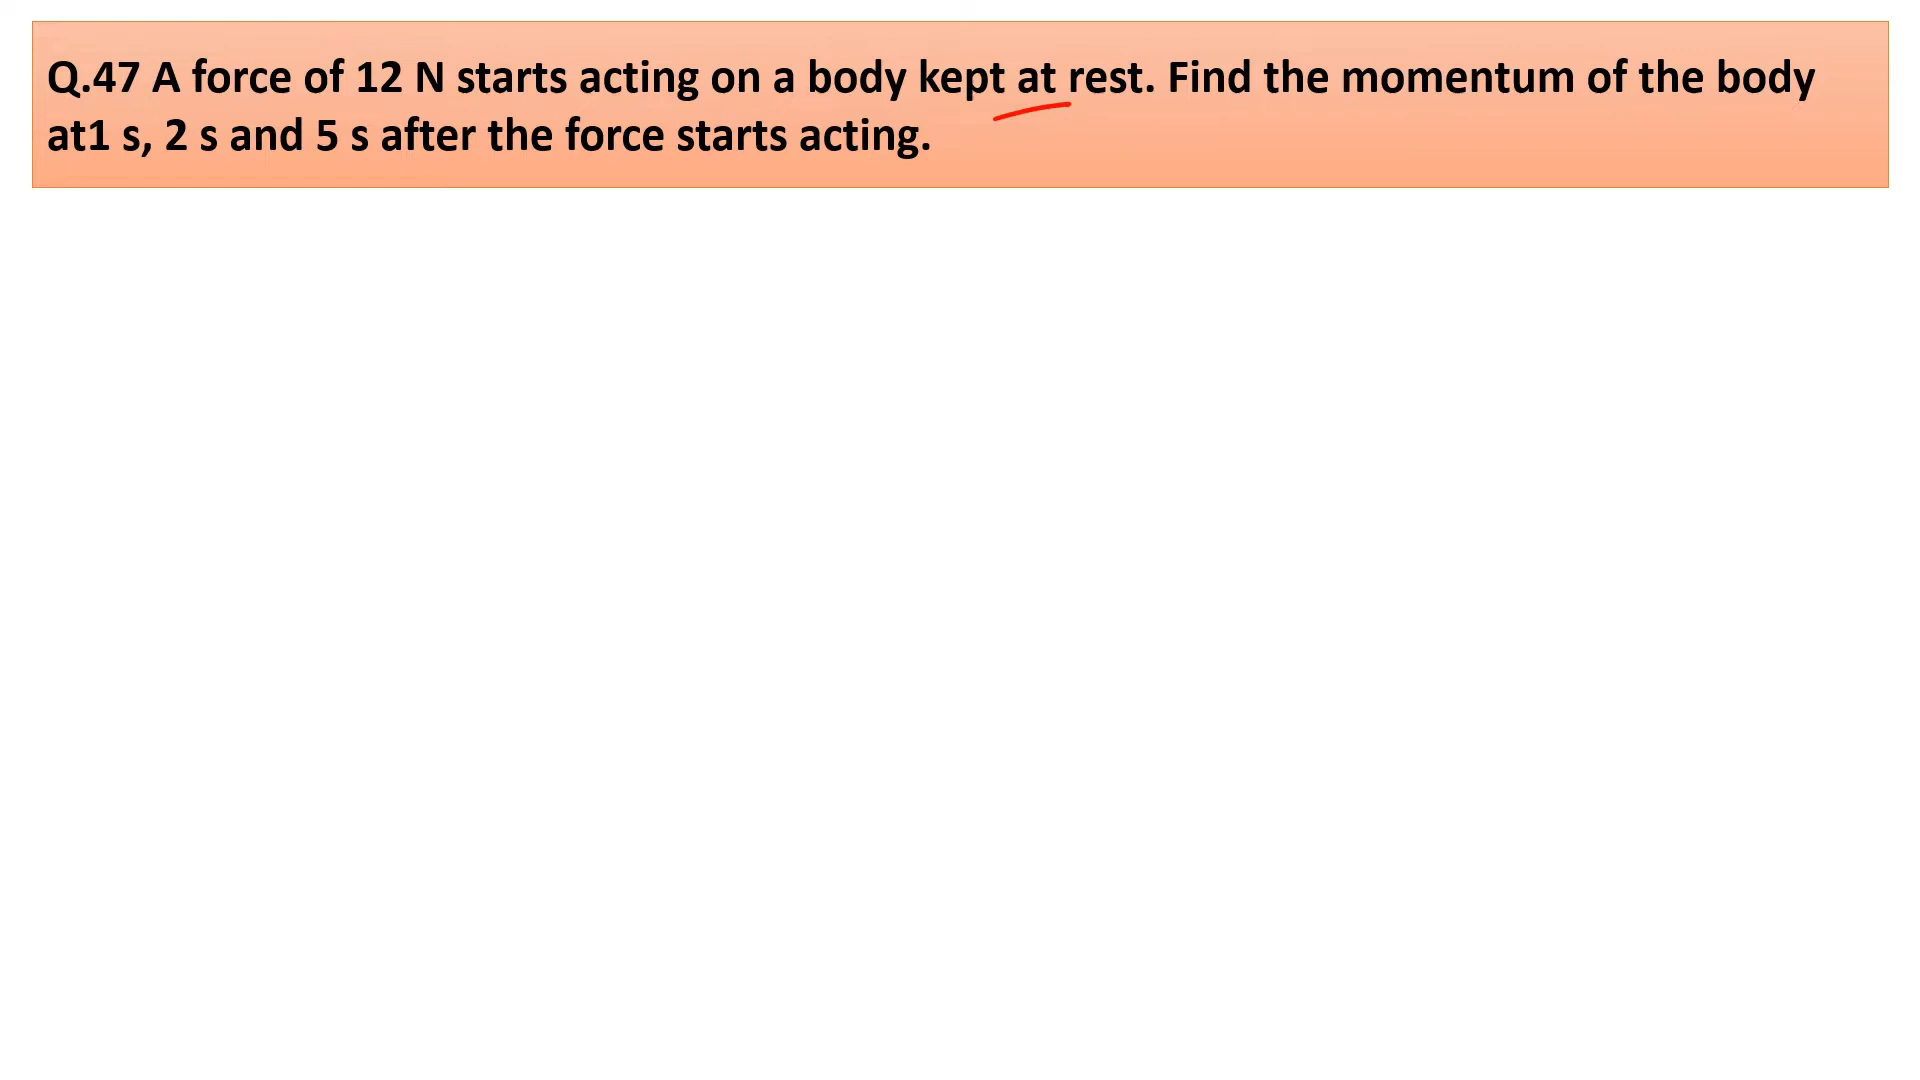 Q.47 A force of 12 N starts acting on a body kept at rest. Find the momentum of the body
at1 s, 2 s and 5 s after the force starts acting.